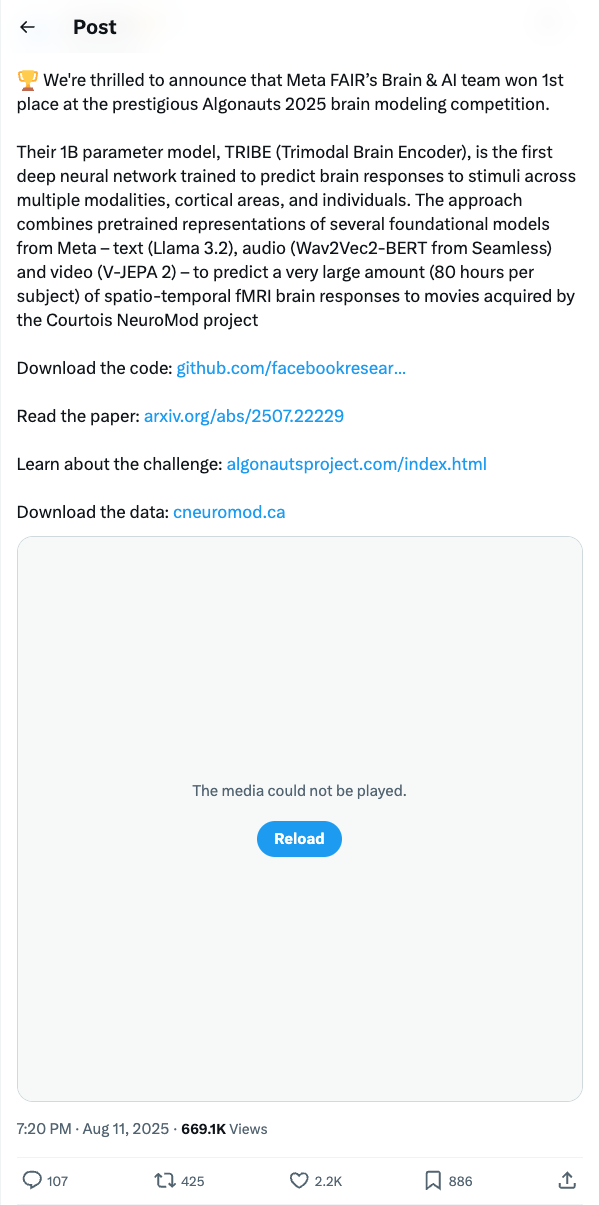 Post
🏆 We're thrilled to announce that Meta FAIR’s Brain & AI team won 1st
place at the prestigious Algonauts 2025 brain modeling competition.
Their 1B parameter model, TRIBE (Trimodal Brain Encoder), is the first
deep neural network trained to predict brain responses to stimuli across
multiple modalities, cortical areas, and individuals. The approach
combines pretrained representations of several foundational models
from Meta – text (Llama 3.2), audio (Wav2Vec2-BERT from Seamless)
and video (V-JEPA 2) – to predict a very large amount (80 hours per
subject) of spatio-temporal fMRI brain responses to movies acquired by
the Courtois NeuroMod project
Download the code: github.com/facebookresear…
Read the paper: arxiv.org/abs/2507.22229
Learn about the challenge: algonautsproject.com/index.html
Download the data: cneuromod.ca
The media could not be played.
Reload
7:20 PM · Aug 11, 2025 · 669.1K Views
107 425 2.2K 886